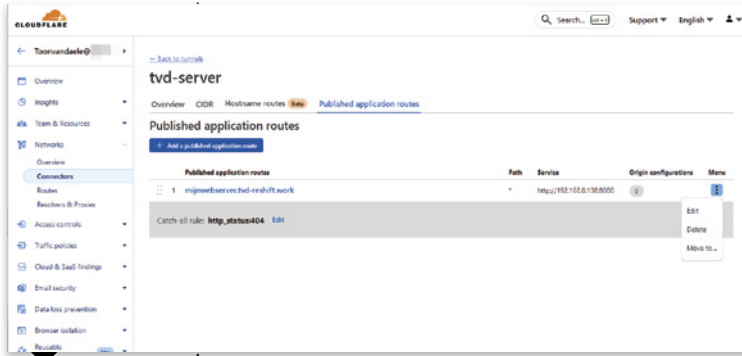 CLOUDFLARE
Search...
Support
English
Toonvandaele@
← Back to tunnels
tvd-server
Overview CIDR Hostname routes Beta Published application routes
Published application routes
+ Add a published application route
Published application routes Path Service Origin configurations Menu
1 mijnwebserver.tvd-reshift.work * http://192.168.0.138:8080 0
Edit
Delete
Move to...
Catch-all rule: http_status:404 Edit
Overview
Insights
Team & Resources
Networks
Overview
Connectors
Routes
Resolvers & Proxies
Access controls
Traffic policies
Cloud & SaaS findings
Email security
Data loss prevention
Browser isolation
Reusable